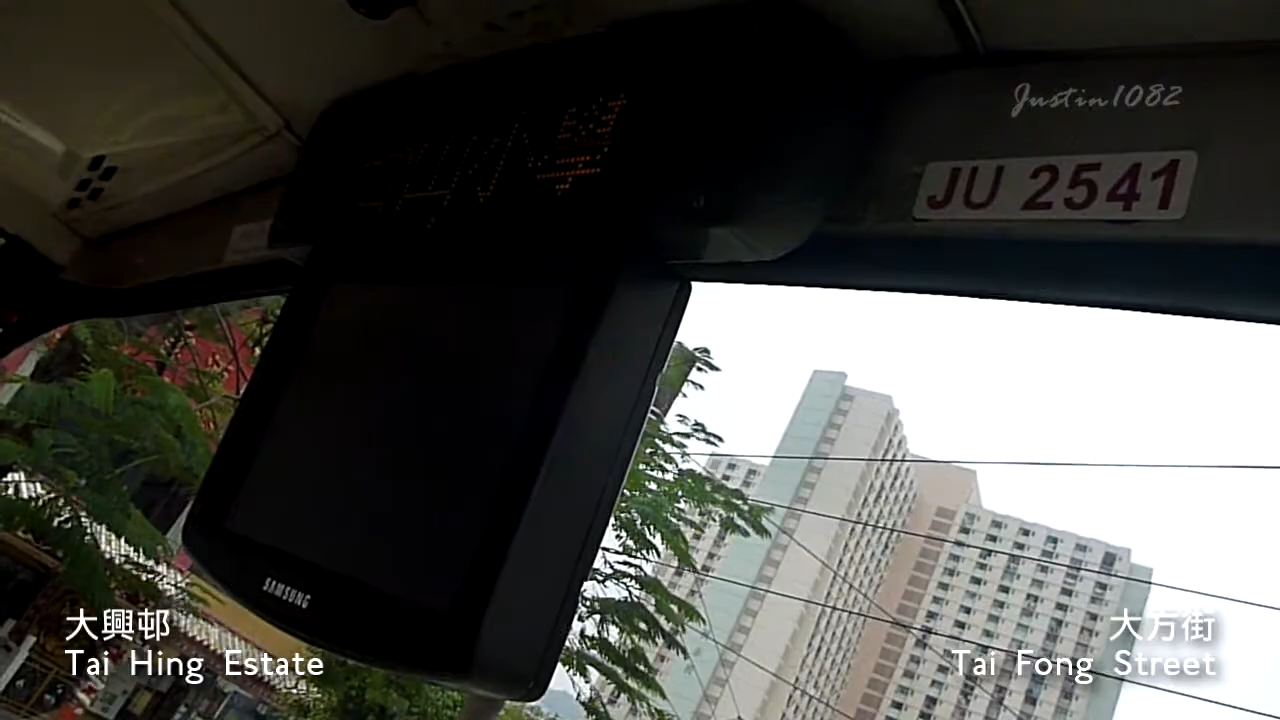 Justin1082
JU 2541
SAMSUNG
大興邨
Tai Hing Estate
大方街
Tai Fong Street